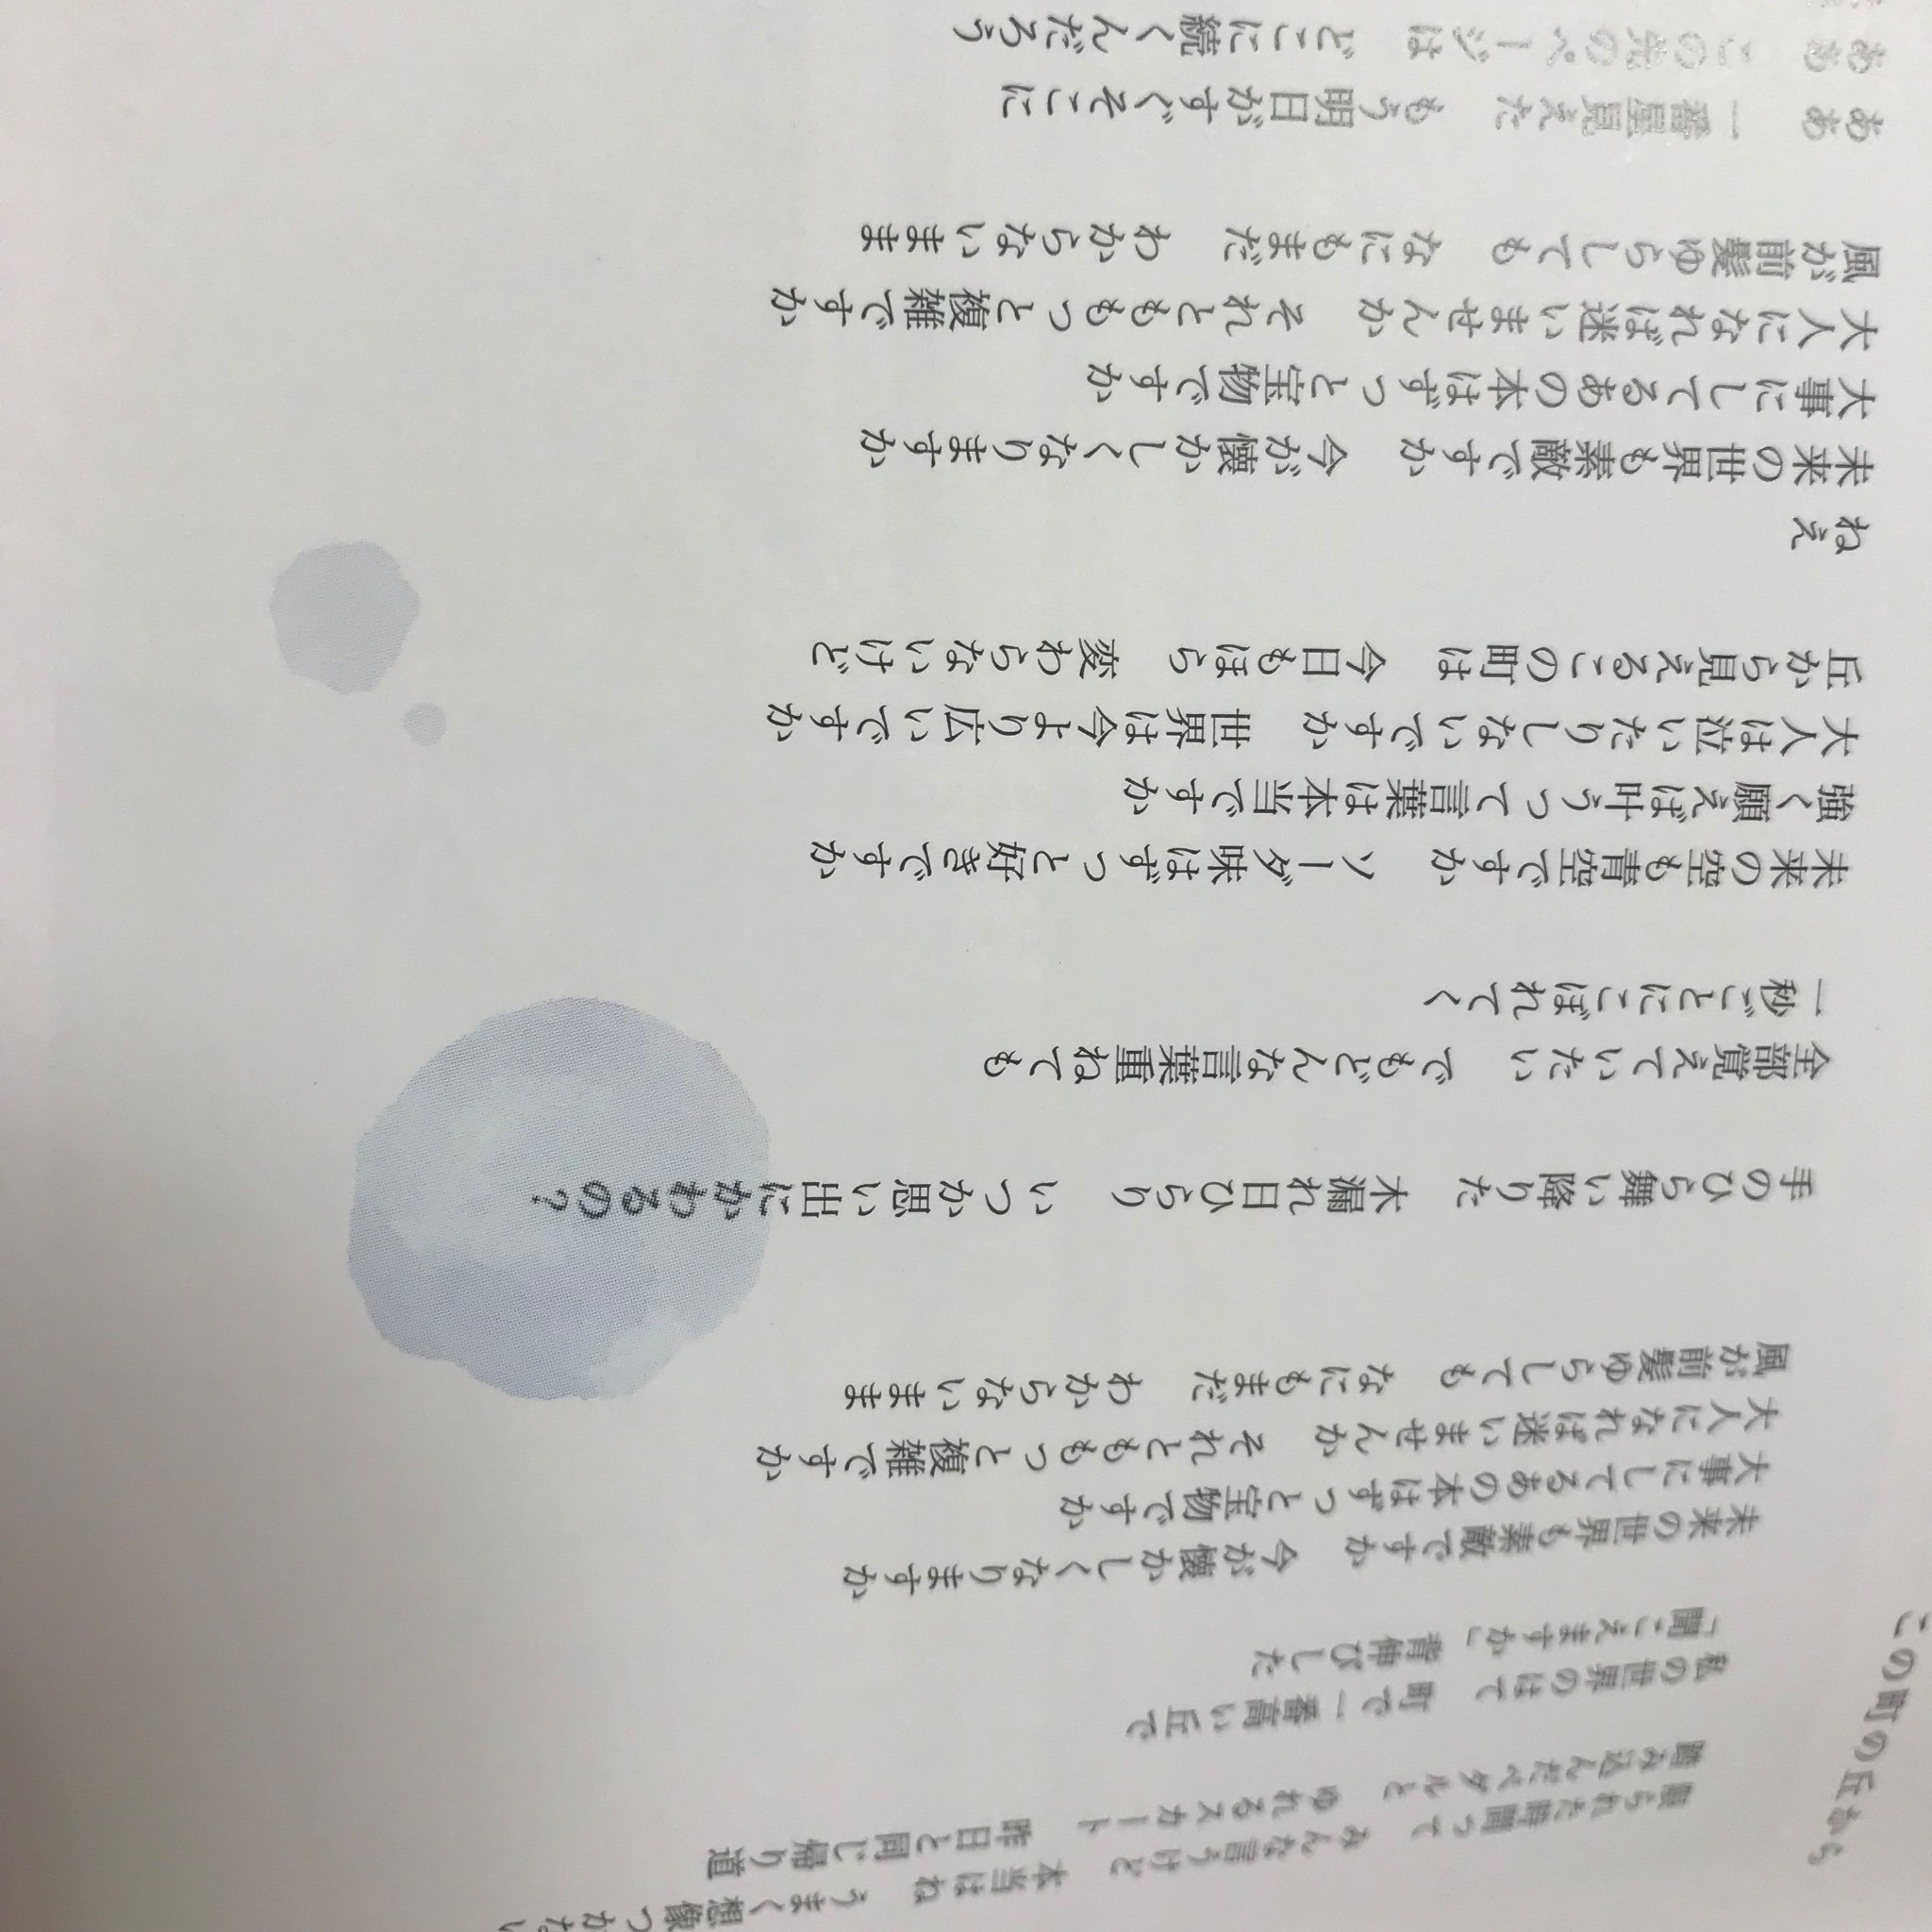 この町の丘から
限られた時間って　みんな言うけど　本当はね　うまく想像つかない
踏み込んだペダルと　ゆれるスカート　昨日と同じ帰り道
私の世界のはて　町で一番高い丘で
「聞こえますか」背伸びした
未来の世界も素敵ですか　今が懐かしくなりますか
大事にしてるあの本はずっと宝物ですか
大人になれば迷いませんか　それとももっと複雑ですか
風が前髪ゆらしても　なにもまだ　わからないまま
手のひら舞い降りた　木漏れ日ひらり　いつか思い出にかわるの？
全部覚えていたい　でもどんな言葉重ねても
一秒ごとにこぼれてく
未来の空も青空ですか　ソーダ味はずっと好きですか
強く願えば叶うって言葉は本当ですか
大人は泣いたりしないですか　世界は今より広いですか
丘から見えるこの町は　今日もほら　変わらないけど
ねえ
未来の世界も素敵ですか　今が懐かしくなりますか
大事にしてるあの本はずっと宝物ですか
大人になれば迷いませんか　それとももっと複雑ですか
風が前髪ゆらしても　なにもまだ　わからないまま
ああ　一番星見えた　もう明日がすぐそこに
ああ　この先のページは　どこに続くんだろう